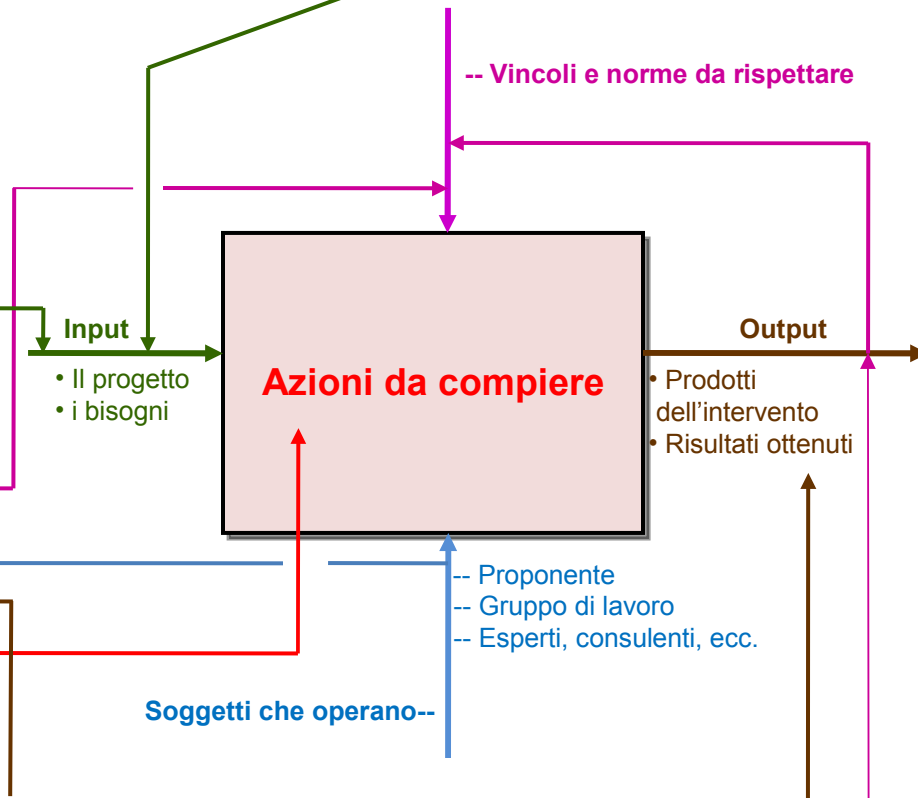 -- Vincoli e norme da rispettare
Input
• Il progetto
• i bisogni
Azioni da compiere
Output
• Prodotti
dell’intervento
• Risultati ottenuti
-- Proponente
-- Gruppo di lavoro
-- Esperti, consulenti, ecc.
Soggetti che operano--